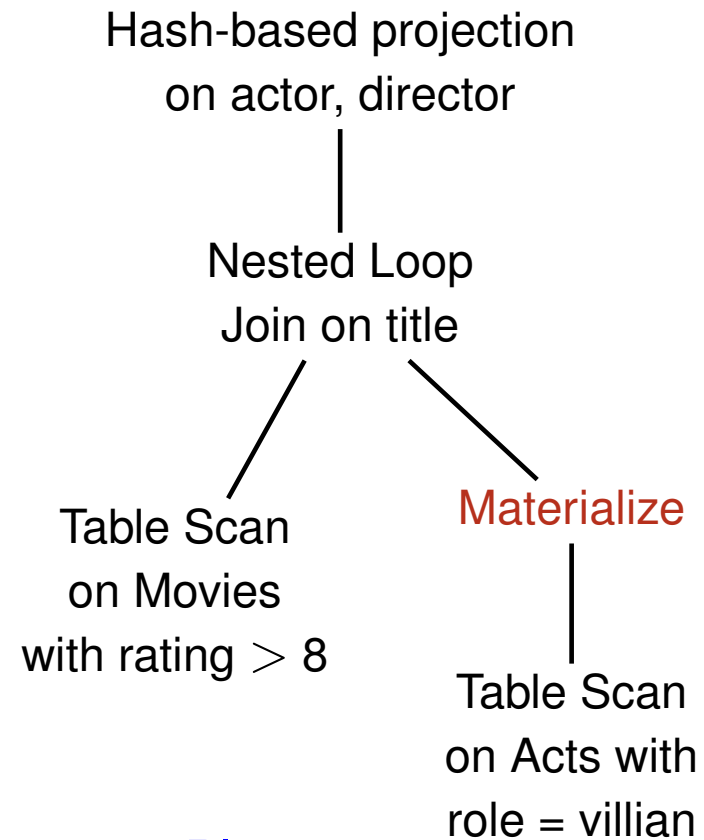 Hash-based projection
on actor, director
Nested Loop
Join on title
Table Scan
on Movies
with rating > 8
Materialize
Table Scan
on Acts with
role = villian